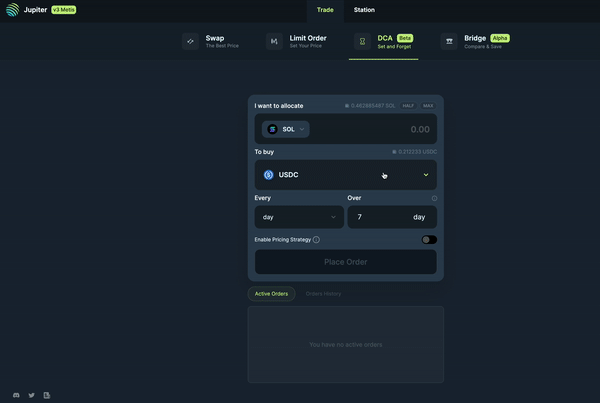 Jupiter v3 Metis
Trade Station
Swap
The Best Price
Limit Order
Set Your Price
DCA Beta
Set and Forget
Bridge Alpha
Compare & Save
I want to allocate 0.462665487 SOL HALF MAX
SOL 0.00
To buy 0.212233 USDC
USDC
Every Over
day 7 day
Enable Pricing Strategy
Place Order
Active Orders Orders History
You have no active orders